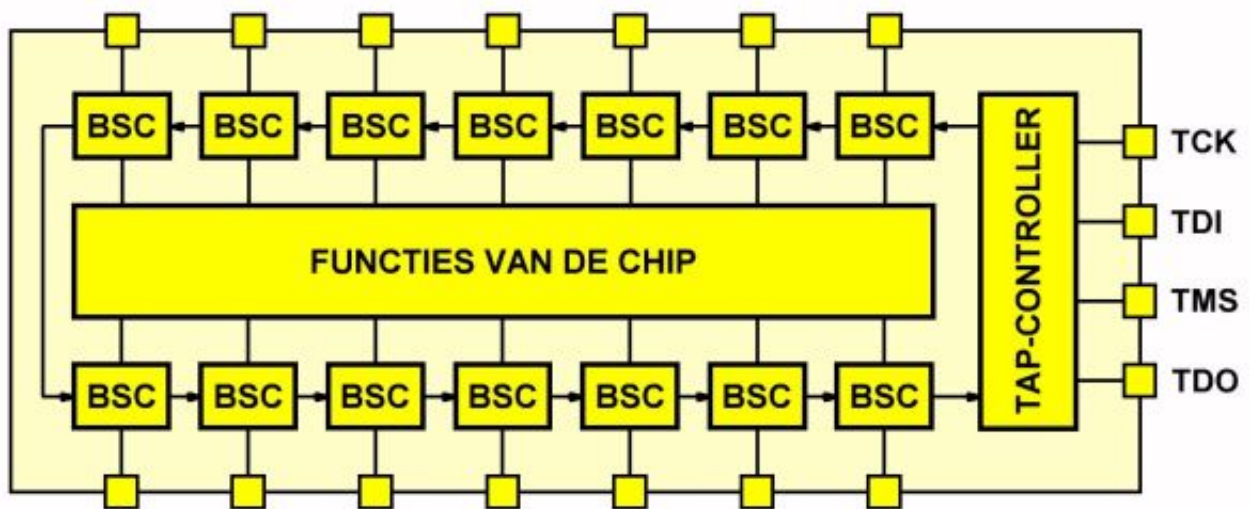 BSC BSC BSC BSC BSC BSC BSC
TAP-CONTROLLER
TCK
TDI
FUNCTIES VAN DE CHIP
TMS
BSC BSC BSC BSC BSC BSC BSC
TDO